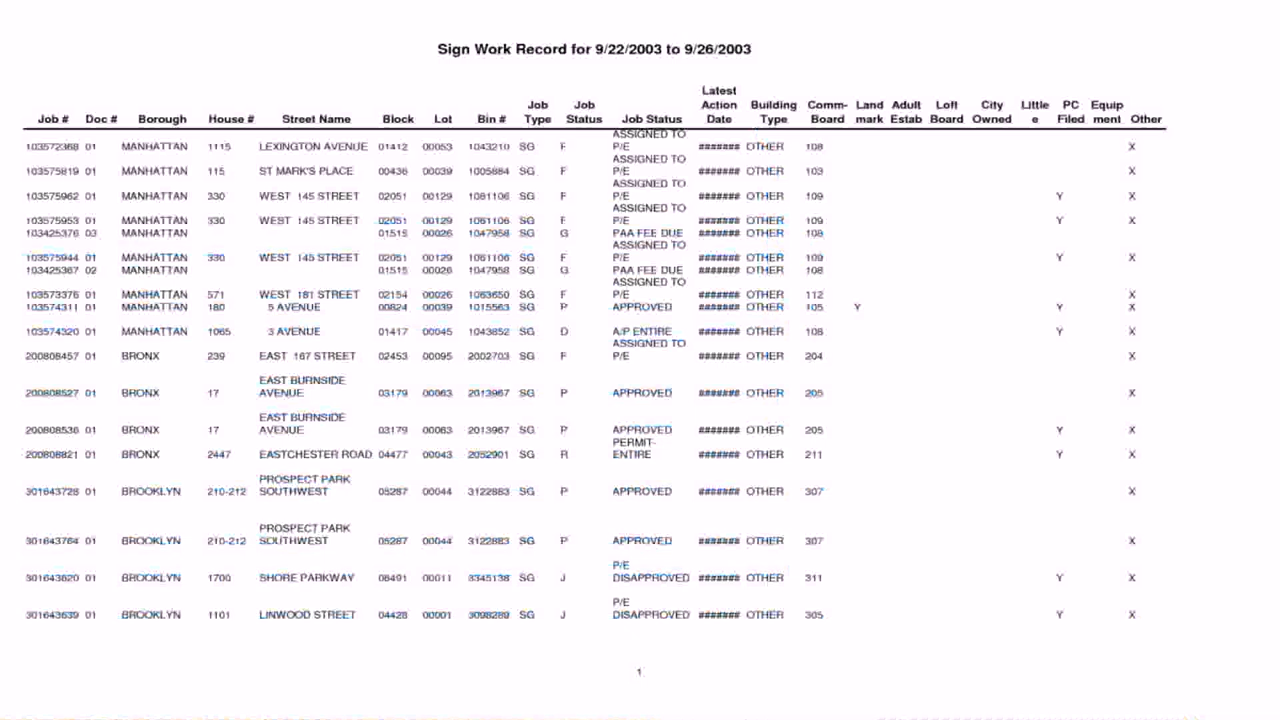 Sign Work Record for 9/22/2003 to 9/26/2003
Job # Doc # Borough House # Street Name Block Lot Bin # Job Type Job Status Job Status Latest Action Date Building Type Comm-Board Land mark Adult Estab Loft Board City Owned Little e PC Filed Equip ment Other
103572368 01 MANHATTAN 1115 LEXINGTON AVENUE 01412 00053 1043210 SG F ASSIGNED TO P/E ####### OTHER 108 X
103575819 01 MANHATTAN 115 ST MARK'S PLACE 00436 00039 1005884 SG F ASSIGNED TO P/E ####### OTHER 103 X
103575962 01 MANHATTAN 330 WEST 145 STREET 02051 00129 1061106 SG F ASSIGNED TO P/E ####### OTHER 109 Y X
103575953 01 MANHATTAN 330 WEST 145 STREET 02051 00129 1061106 SG F ASSIGNED TO P/E ####### OTHER 109 Y X
103425376 03 MANHATTAN 01515 00026 1047958 SG G PAA FEE DUE ####### OTHER 108
103575944 01 MANHATTAN 330 WEST 145 STREET 02051 00129 1061106 SG F ASSIGNED TO P/E ####### OTHER 109 Y X
103425367 02 MANHATTAN 01515 00026 1047958 SG G PAA FEE DUE ####### OTHER 108
103573376 01 MANHATTAN 571 WEST 181 STREET 02154 00026 1063650 SG F ASSIGNED TO P/E ####### OTHER 112 X
103574311 01 MANHATTAN 180 5 AVENUE 00824 00039 1015563 SG P APPROVED ####### OTHER 105 Y Y X
103574320 01 MANHATTAN 1065 3 AVENUE 01417 00045 1043852 SG D A/P ENTIRE ####### OTHER 108 Y X
200808457 01 BRONX 239 EAST 167 STREET 02453 00095 2002703 SG F ASSIGNED TO P/E ####### OTHER 204 X
200808527 01 BRONX 17 EAST BURNSIDE AVENUE 03179 00063 2013967 SG P APPROVED ####### OTHER 205 X
200808536 01 BRONX 17 EAST BURNSIDE AVENUE 03179 00063 2013967 SG P APPROVED ####### OTHER 205 Y X
200808821 01 BRONX 2447 EASTCHESTER ROAD 04477 00043 2052901 SG R PERMIT-ENTIRE ####### OTHER 211 Y X
301643728 01 BROOKLYN 210-212 PROSPECT PARK SOUTHWEST 05287 00044 3122883 SG P APPROVED ####### OTHER 307 X
301643764 01 BROOKLYN 210-212 PROSPECT PARK SOUTHWEST 05287 00044 3122883 SG P APPROVED ####### OTHER 307 X
301643620 01 BROOKLYN 1700 SHORE PARKWAY 06491 00011 3345138 SG J P/E DISAPPROVED ####### OTHER 311 Y X
301643639 01 BROOKLYN 1101 LINWOOD STREET 04428 00001 3098289 SG J P/E DISAPPROVED ####### OTHER 305 Y X
1